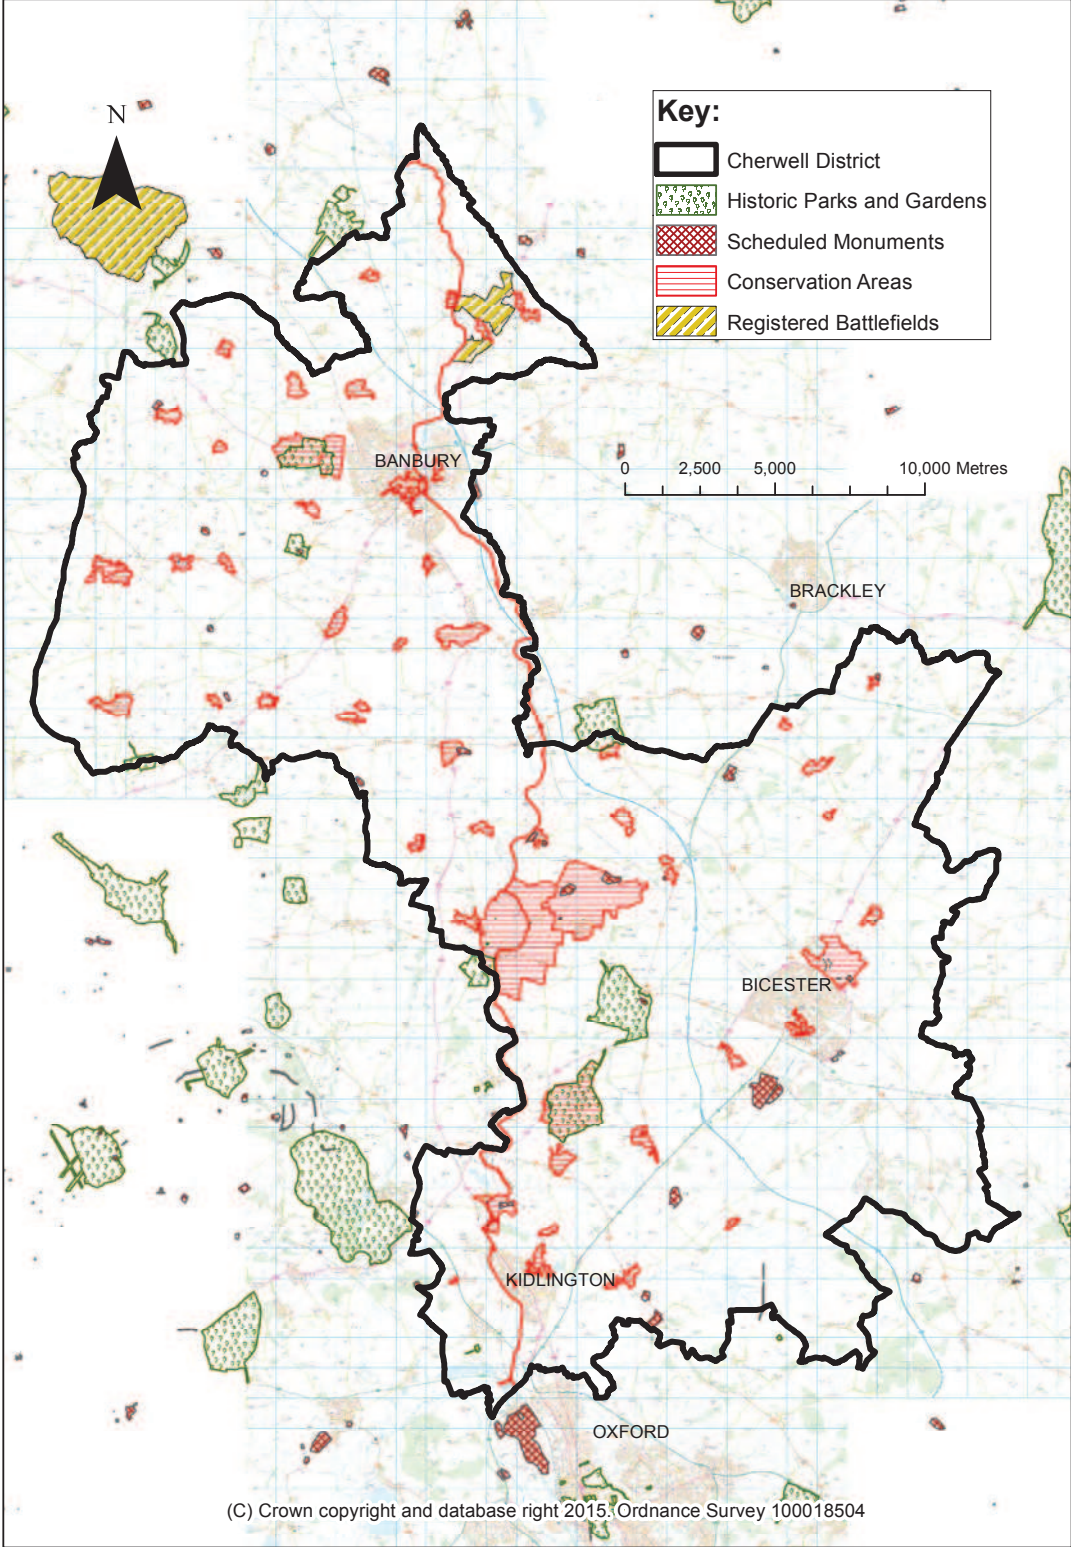 N
Key:
Cherwell District
Historic Parks and Gardens
Scheduled Monuments
Conservation Areas
Registered Battlefields
BANBURY
0 2,500 5,000 10,000 Metres
BRACKLEY
BICESTER
KIDLINGTON
OXFORD
(C) Crown copyright and database right 2015. Ordnance Survey 100018504